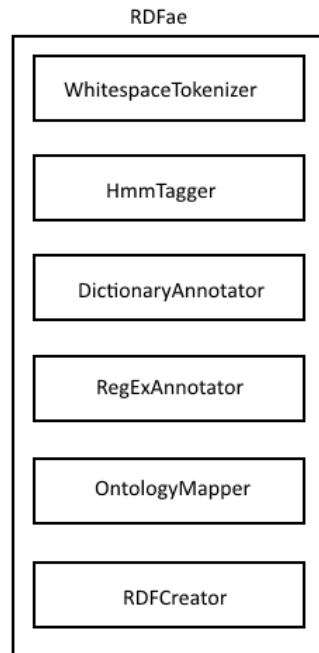 RDFae
WhitespaceTokenizer
HmmTagger
DictionaryAnnotator
RegExAnnotator
OntologyMapper
RDFCreator